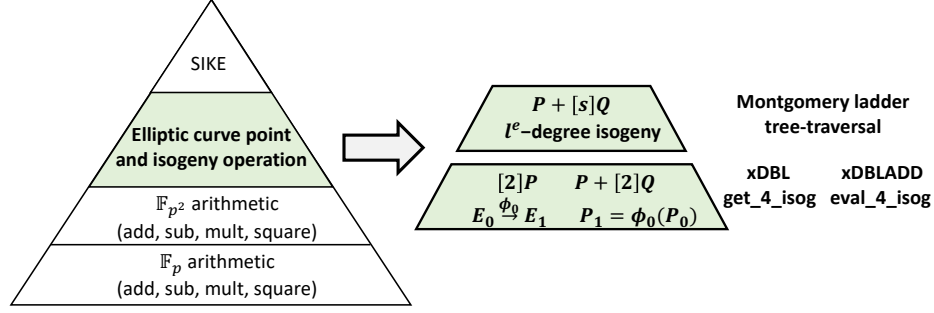 SIKE
Elliptic curve point
and isogeny operation
𝔽p² arithmetic
(add, sub, mult, square)
𝔽p arithmetic
(add, sub, mult, square)
P + [s]Q
lᵉ−degree isogeny
[2]P P + [2]Q
E₀ →^ϕ₀ E₁ P₁ = ϕ₀(P₀)
Montgomery ladder
tree-traversal
xDBL xDBLADD
get_4_isog eval_4_isog